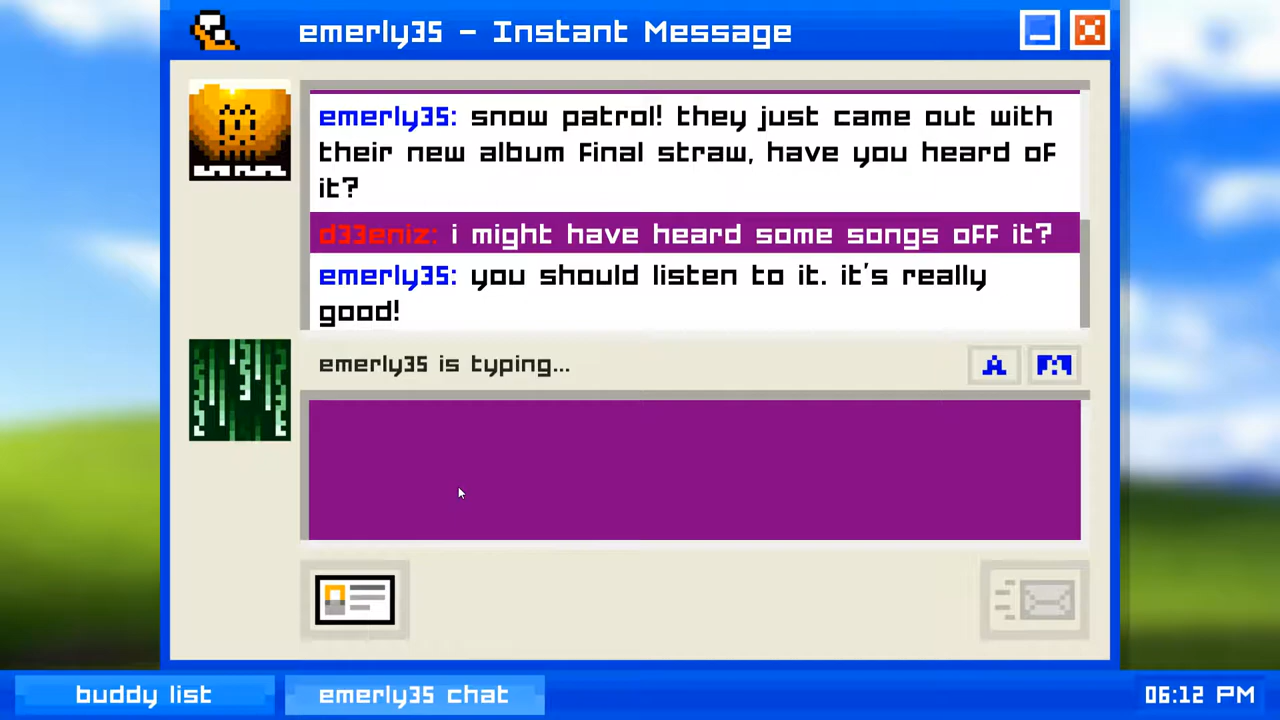 emerly35 - Instant Message
emerly35: snow patrol! they just came out with
their new album final straw, have you heard of
it?
d33eniz: i might have heard some songs off it?
emerly35: you should listen to it. it's really
good!
emerly35 is typing...
A
buddy list
emerly35 chat
06:12 PM